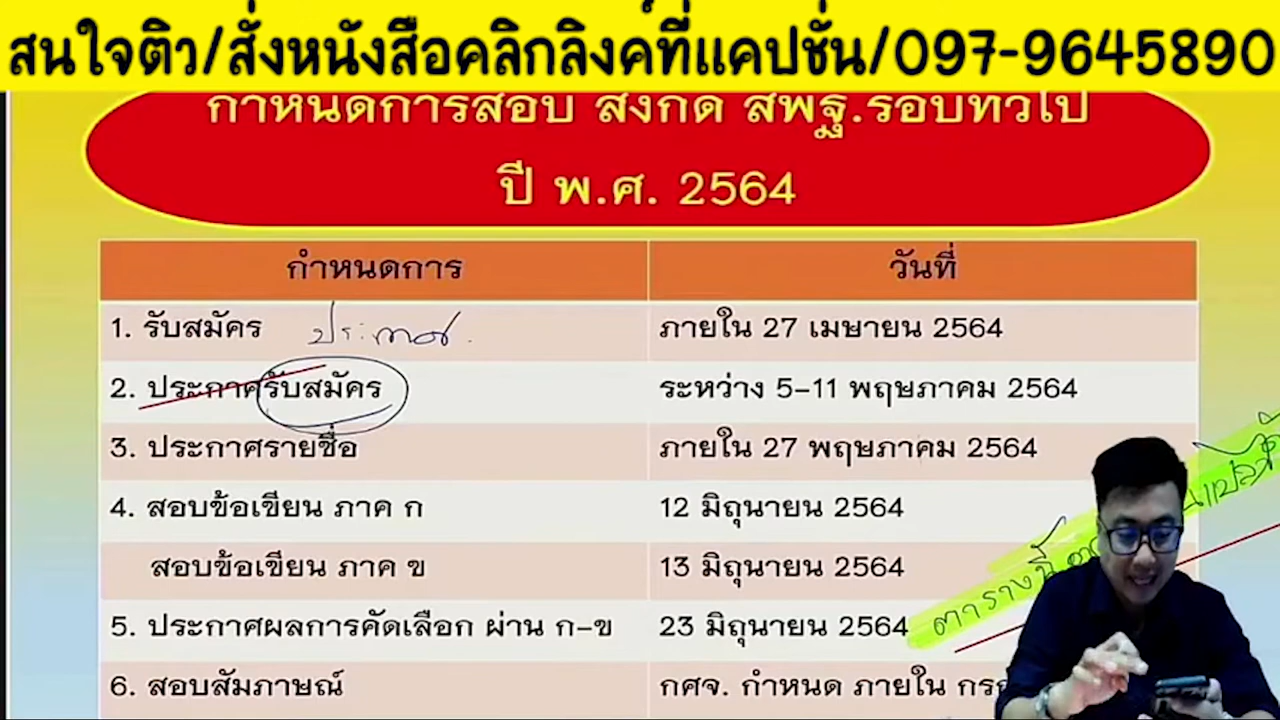 สนใจติว/สั่งหนังสือคลิกลิงค์ที่แคปชั่น/097-9645890
กำหนดการสอบ สังกัด สพฐ.รอบทั่วไป
ปี พ.ศ. 2564
กำหนดการ วันที่
1. รับสมัคร ประกาศ. ภายใน 27 เมษายน 2564
2. ประกาศรับสมัคร ระหว่าง 5-11 พฤษภาคม 2564
3. ประกาศรายชื่อ ภายใน 27 พฤษภาคม 2564
4. สอบข้อเขียน ภาค ก 12 มิถุนายน 2564
สอบข้อเขียน ภาค ข 13 มิถุนายน 2564
5. ประกาศผลการคัดเลือก ผ่าน ก-ข 23 มิถุนายน 2564
6. สอบสัมภาษณ์ กศจ. กำหนด ภายใน
ตารางนี้